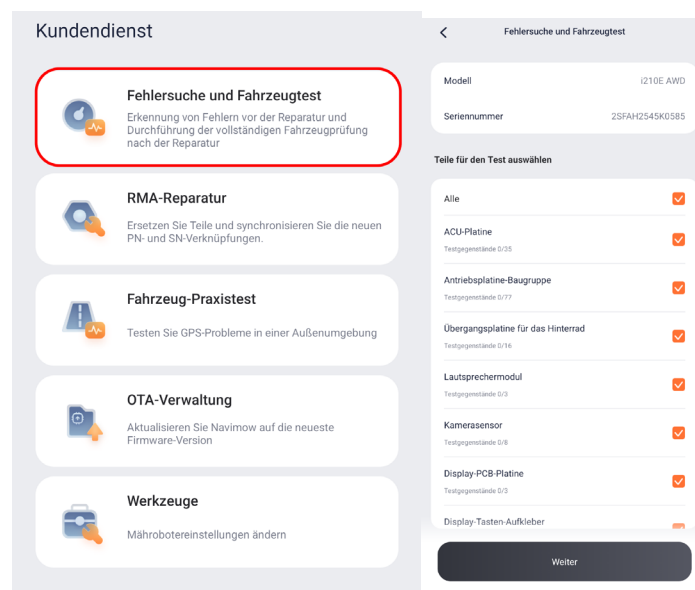 Kundendienst
Fehlersuche und Fahrzeugtest
Erkennung von Fehlern vor der Reparatur und
Durchführung der vollständigen Fahrzeugprüfung
nach der Reparatur
RMA-Reparatur
Ersetzen Sie Teile und synchronisieren Sie die neuen
PN- und SN-Verknüpfungen.
Fahrzeug-Praxistest
Testen Sie GPS-Probleme in einer Außenumgebung
OTA-Verwaltung
Aktualisieren Sie Navimow auf die neueste
Firmware-Version
Werkzeuge
Mährobotereinstellungen ändern
Fehlersuche und Fahrzeugtest
Modell i210E AWD
Seriennummer 2SFAH2545K0585
Teile für den Test auswählen
Alle
ACU-Platine
Testgegenstände 0/35
Antriebsplatine-Baugruppe
Testgegenstände 0/77
Übergangsplatine für das Hinterrad
Testgegenstände 0/16
Lautsprechermodul
Testgegenstände 0/3
Kamerasensor
Testgegenstände 0/8
Display-PCB-Platine
Testgegenstände 0/3
Display-Tasten-Aufkleber
Weiter